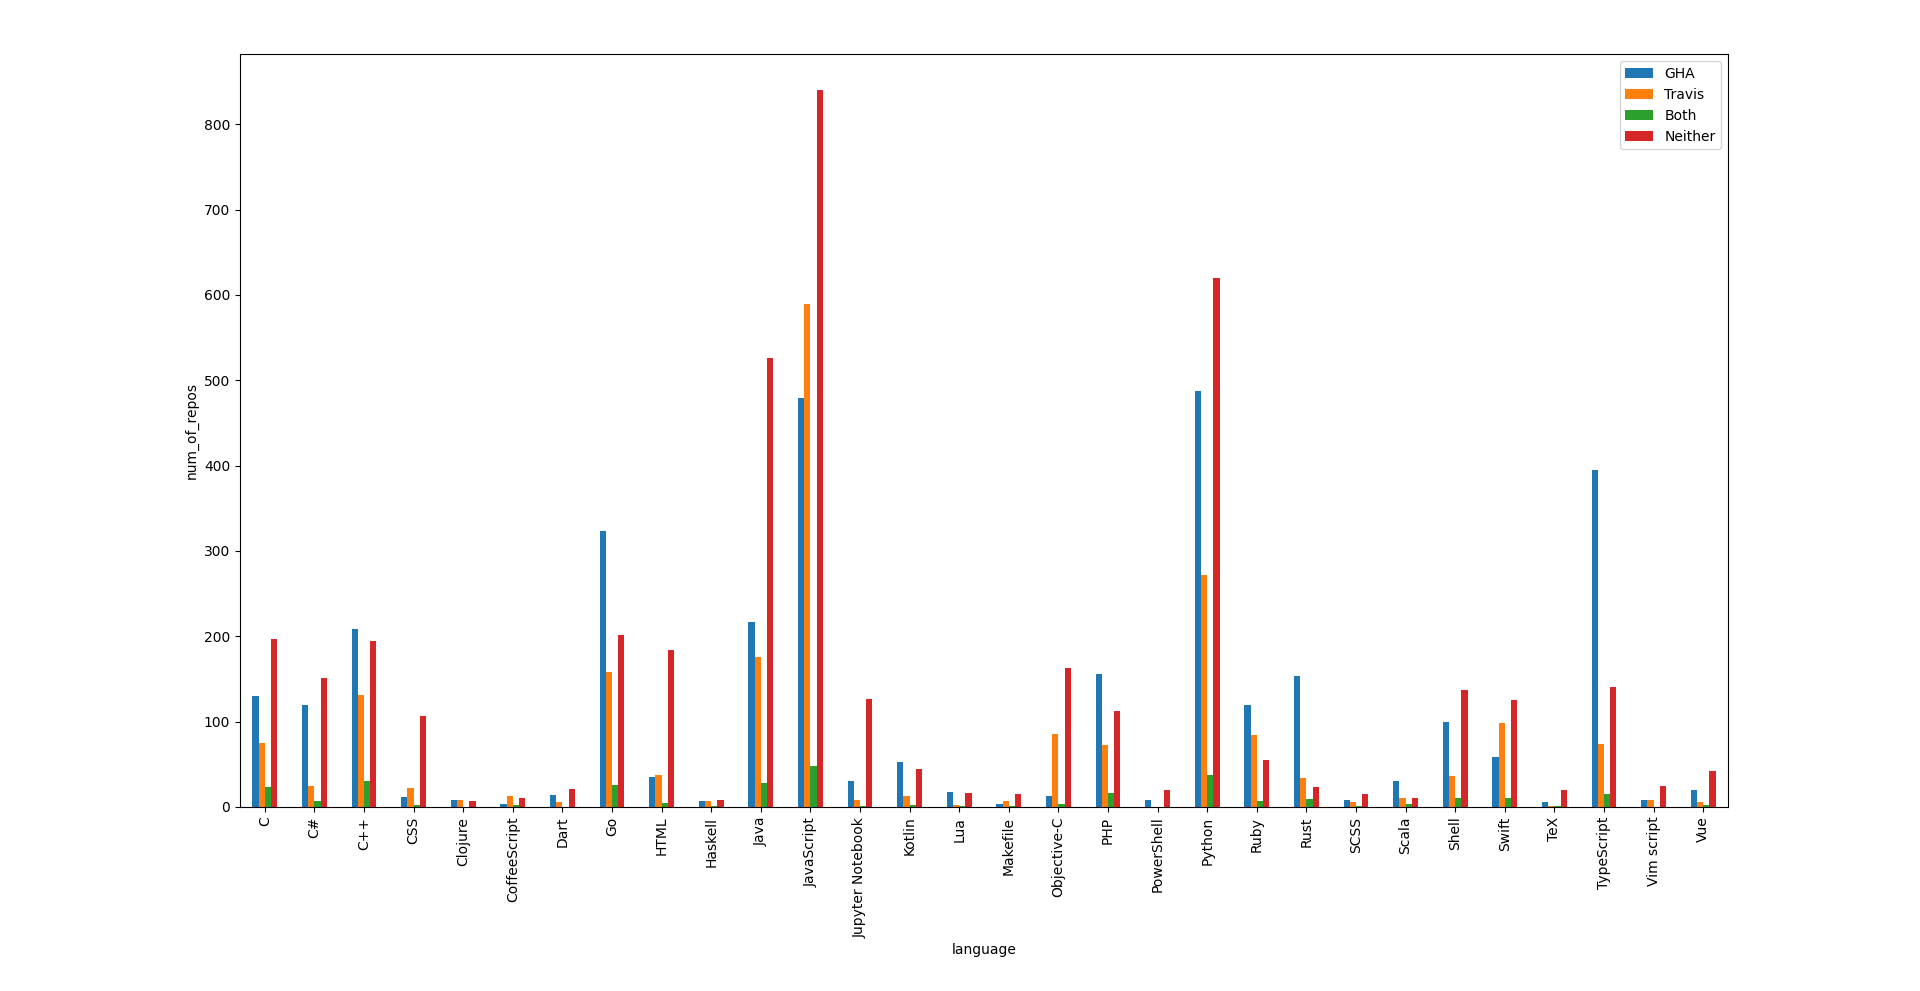 GHA
Travis
Both
Neither
800
700
600
500
400
300
200
100
0
num_of_repos
C
C#
C++
CSS
Clojure
CoffeeScript
Dart
Go
HTML
Haskell
Java
JavaScript
Jupyter Notebook
Kotlin
Lua
Makefile
Objective-C
PHP
PowerShell
Python
Ruby
Rust
SCSS
Scala
Shell
Swift
TeX
TypeScript
Vim script
Vue
language